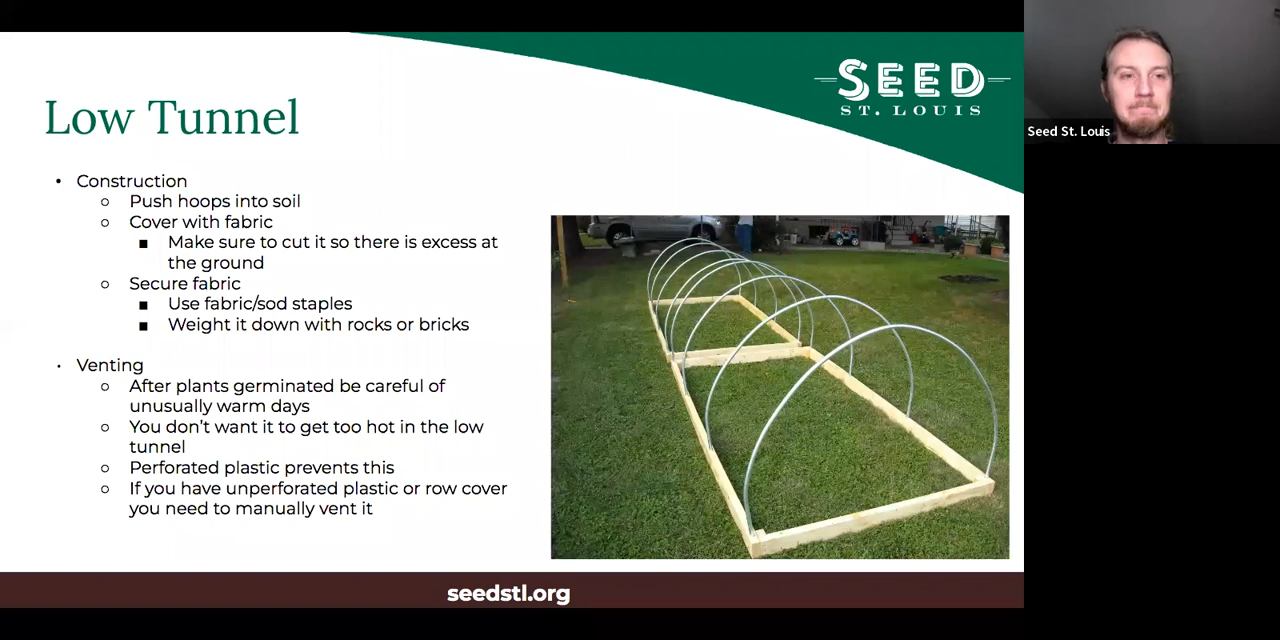 SEED
ST. LOUIS
Seed St. Louis
Low Tunnel
• Construction
○ Push hoops into soil
○ Cover with fabric
■ Make sure to cut it so there is excess at
the ground
○ Secure fabric
■ Use fabric/sod staples
■ Weight it down with rocks or bricks
• Venting
○ After plants germinated be careful of
unusually warm days
○ You don’t want it to get too hot in the low
tunnel
○ Perforated plastic prevents this
○ If you have unperforated plastic or row cover
you need to manually vent it
seedstl.org